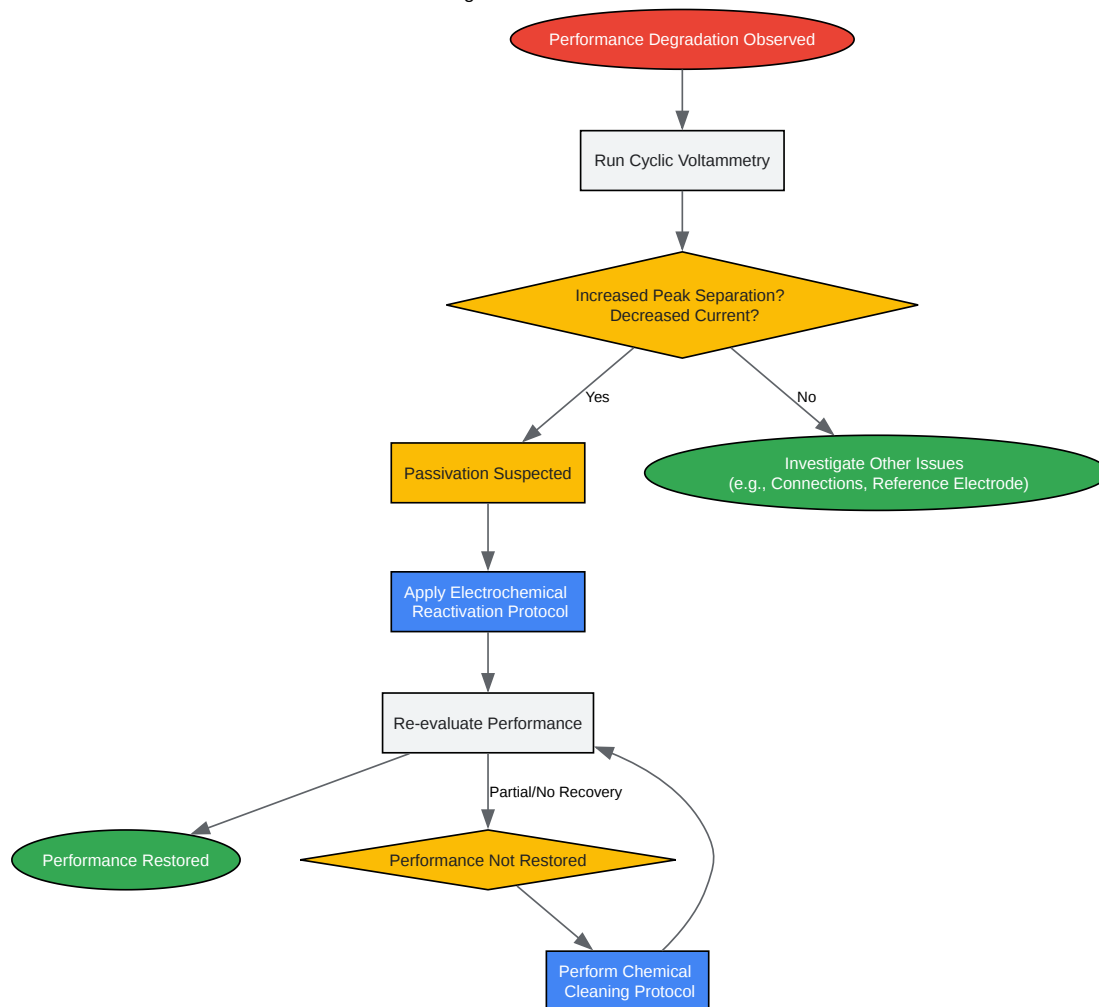 Performance Degradation Observed
Run Cyclic Voltammetry
Increased Peak Separation?
Decreased Current?
Yes
No
Passivation Suspected
Investigate Other Issues
(e.g., Connections, Reference Electrode)
Apply Electrochemical
Reactivation Protocol
Re-evaluate Performance
Partial/No Recovery
Performance Restored
Performance Not Restored
Perform Chemical
Cleaning Protocol